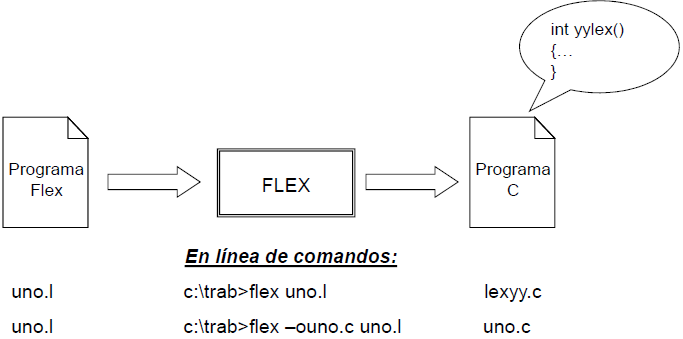 int yylex()
{…
}
Programa
Flex
FLEX
Programa
C
En línea de comandos:
uno.l c:\trab>flex uno.l lexyy.c
uno.l c:\trab>flex –ouno.c uno.l uno.c